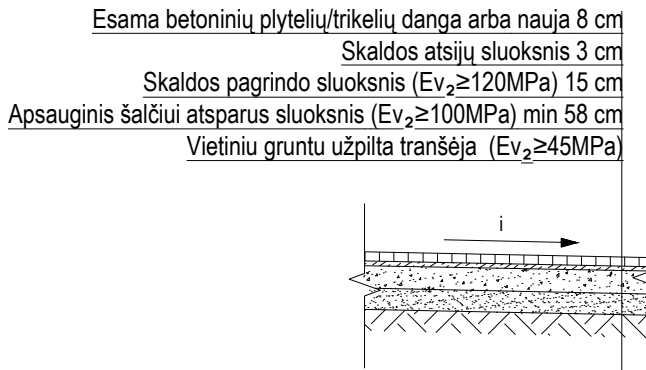 Esama betoninių plytelių/trikelių danga arba nauja 8 cm
Skaldos atsijų sluoksnis 3 cm
Skaldos pagrindo sluoksnis (Ev₂≥120MPa) 15 cm
Apsauginis šalčiui atsparus sluoksnis (Ev₂≥100MPa) min 58 cm
Vietiniu gruntu užpilta tranšėja (Ev₂≥45MPa)
i